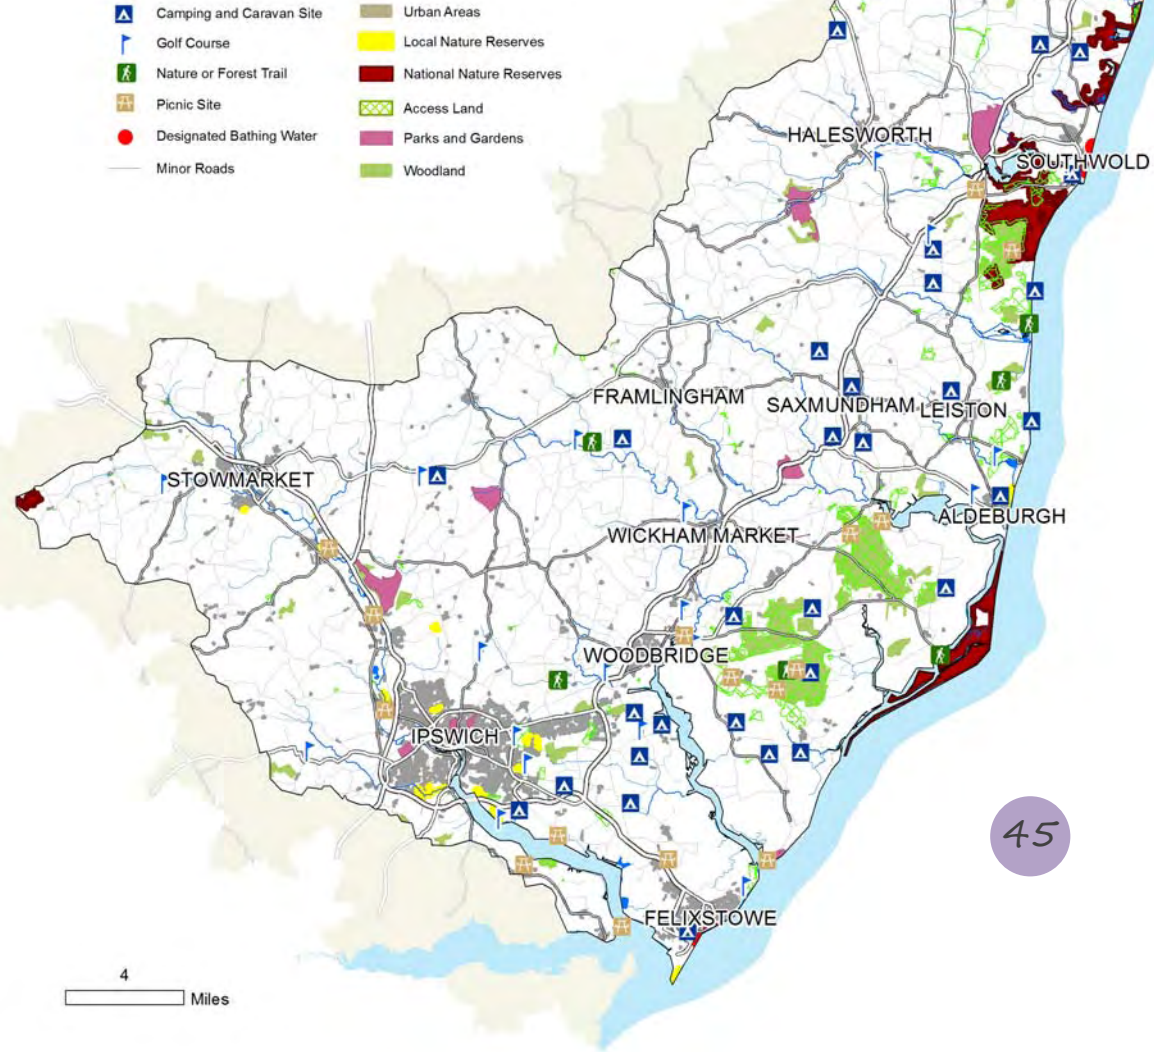 Camping and Caravan Site
Golf Course
Nature or Forest Trail
Picnic Site
Designated Bathing Water
Minor Roads
Urban Areas
Local Nature Reserves
National Nature Reserves
Access Land
Parks and Gardens
Woodland
HALESWORTH
SOUTHWOLD
FRAMLINGHAM
SAXMUNDHAM
LEISTON
STOWMARKET
WICKHAM MARKET
ALDEBURGH
WOODBRIDGE
IPSWICH
45
FELIXSTOWE
4
Miles